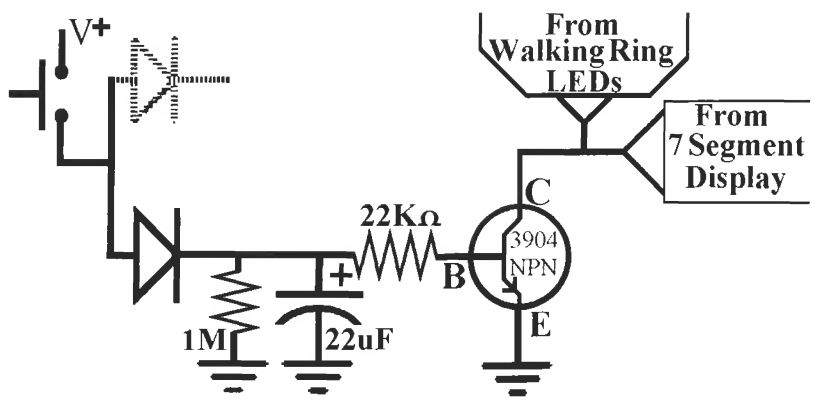 V+
From
Walking Ring
LEDs
From
7 Segment
Display
C
22KΩ
3904
NPN
+
B
1M
22uF
E